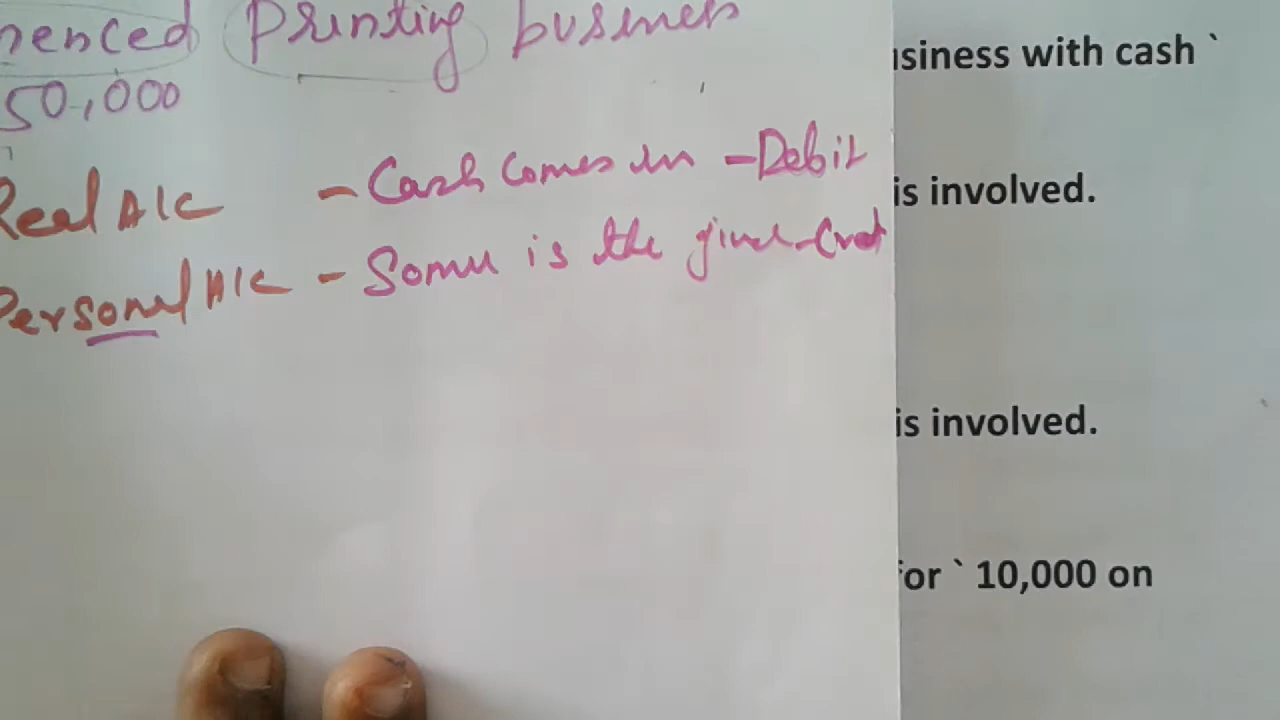 menced Printing business
50,000
Real A/c - Cash comes in - Debit
Personal A/c - Somu is the giver - Credit
usiness with cash `
is involved.
is involved.
for ` 10,000 on